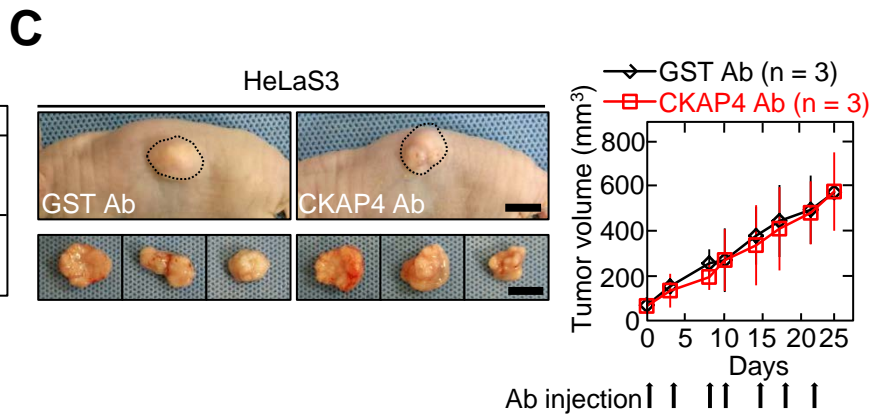 C
HeLaS3
GST Ab
CKAP4 Ab
GST Ab (n = 3)
CKAP4 Ab (n = 3)
Tumor volume (mm³)
800
600
400
200
0
0 5 10 15 20 25
Days
Ab injection